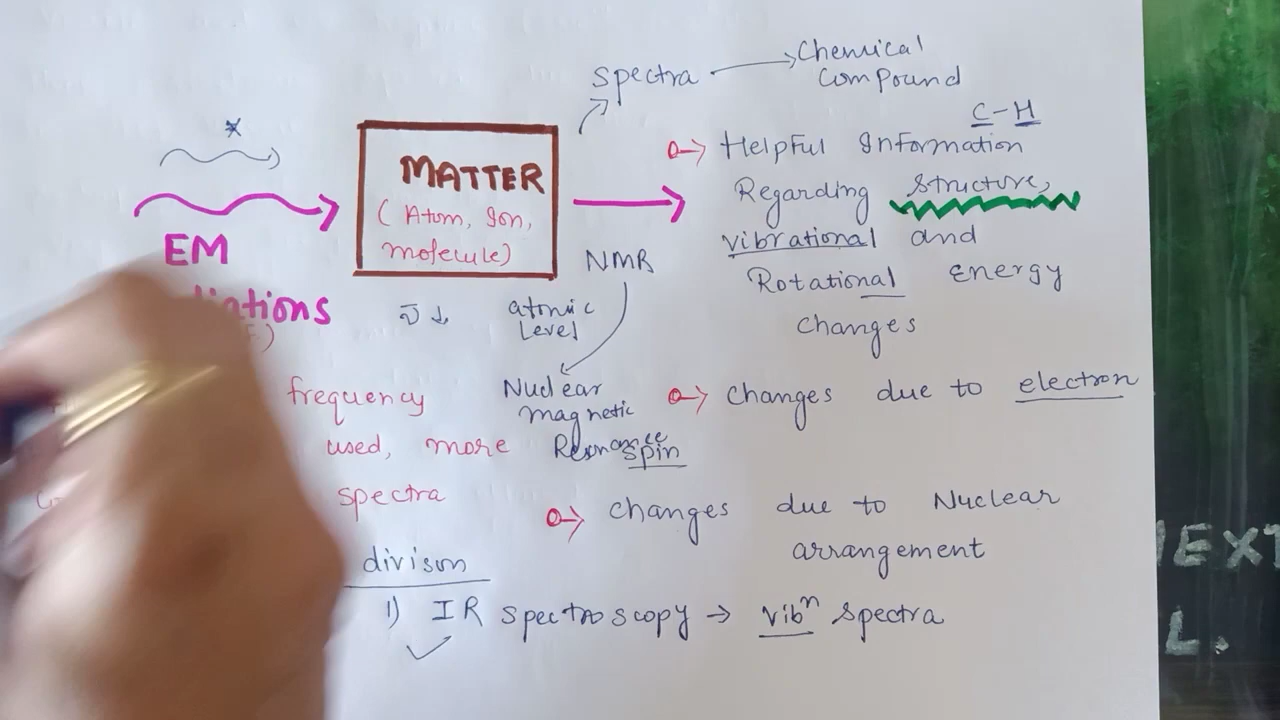 Spectra → Chemical
Compound
C-H
MATTER
(Atom, Ion,
molecule)
EM
Helpful Information
Regarding Structure,
vibrational and
Rotational Energy
changes
NMR
ν̄ ↓
atomic
Level
Nuclear
magnetic
Resonance
spin
frequency
used, more
spectra
changes due to electron
changes due to Nuclear
arrangement
divison
1) IR spectroscopy → vibⁿ spectra
L.